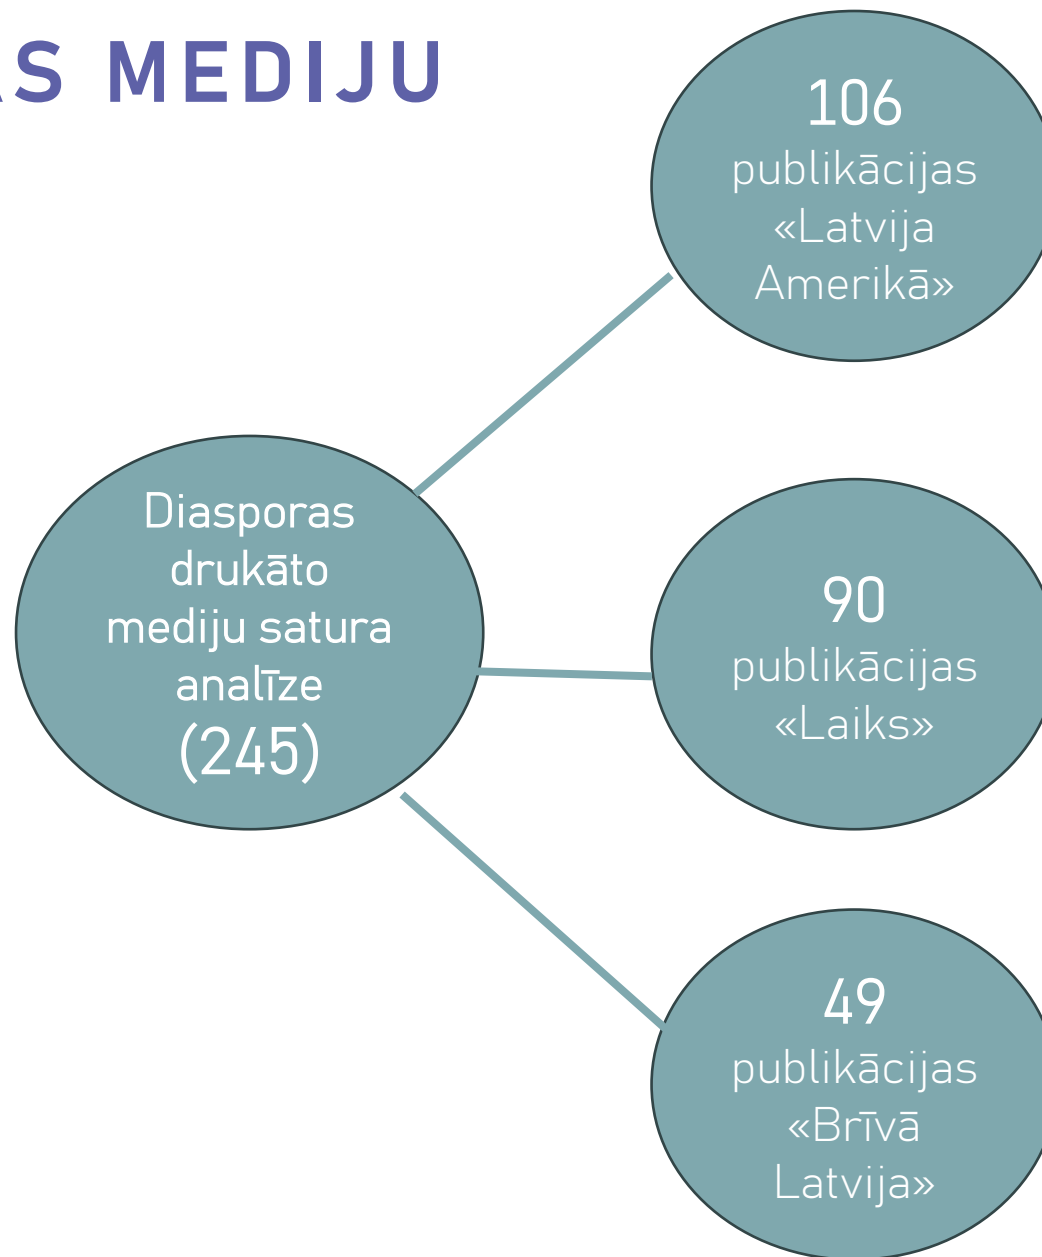 AS MEDIJU
106
publikācijas
«Latvija
Amerikā»
Diasporas
drukāto
mediju satura
analīze
(245)
90
publikācijas
«Laiks»
49
publikācijas
«Brīvā
Latvija»